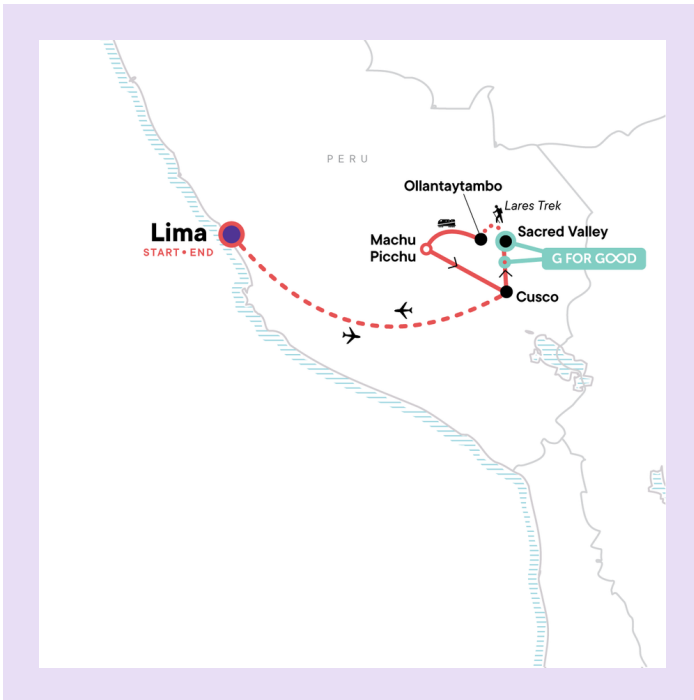 PERU
Ollantaytambo
Lares Trek
Lima
START • END
Machu
Picchu
Sacred Valley
G FOR GOOD
Cusco